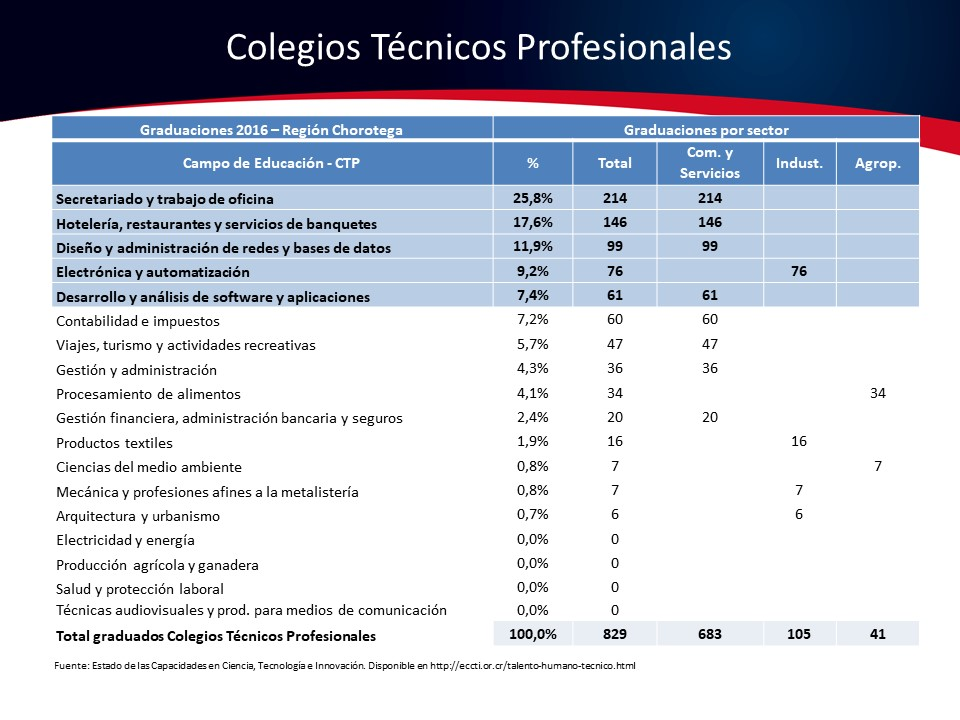 Colegios Técnicos Profesionales
Graduaciones 2016 – Región Chorotega Graduaciones por sector
Campo de Educación - CTP % Total Com. y Servicios Indust. Agrop.
Secretariado y trabajo de oficina 25,8% 214 214
Hotelería, restaurantes y servicios de banquetes 17,6% 146 146
Diseño y administración de redes y bases de datos 11,9% 99 99
Electrónica y automatización 9,2% 76 76
Desarrollo y análisis de software y aplicaciones 7,4% 61 61
Contabilidad e impuestos 7,2% 60 60
Viajes, turismo y actividades recreativas 5,7% 47 47
Gestión y administración 4,3% 36 36
Procesamiento de alimentos 4,1% 34 34
Gestión financiera, administración bancaria y seguros 2,4% 20 20
Productos textiles 1,9% 16 16
Ciencias del medio ambiente 0,8% 7 7
Mecánica y profesiones afines a la metalistería 0,8% 7 7
Arquitectura y urbanismo 0,7% 6 6
Electricidad y energía 0,0% 0
Producción agrícola y ganadera 0,0% 0
Salud y protección laboral 0,0% 0
Técnicas audiovisuales y prod. para medios de comunicación 0,0% 0
Total graduados Colegios Técnicos Profesionales 100,0% 829 683 105 41
Fuente: Estado de las Capacidades en Ciencia, Tecnología e Innovación. Disponible en http://eccti.or.cr/talento-humano-tecnico.html